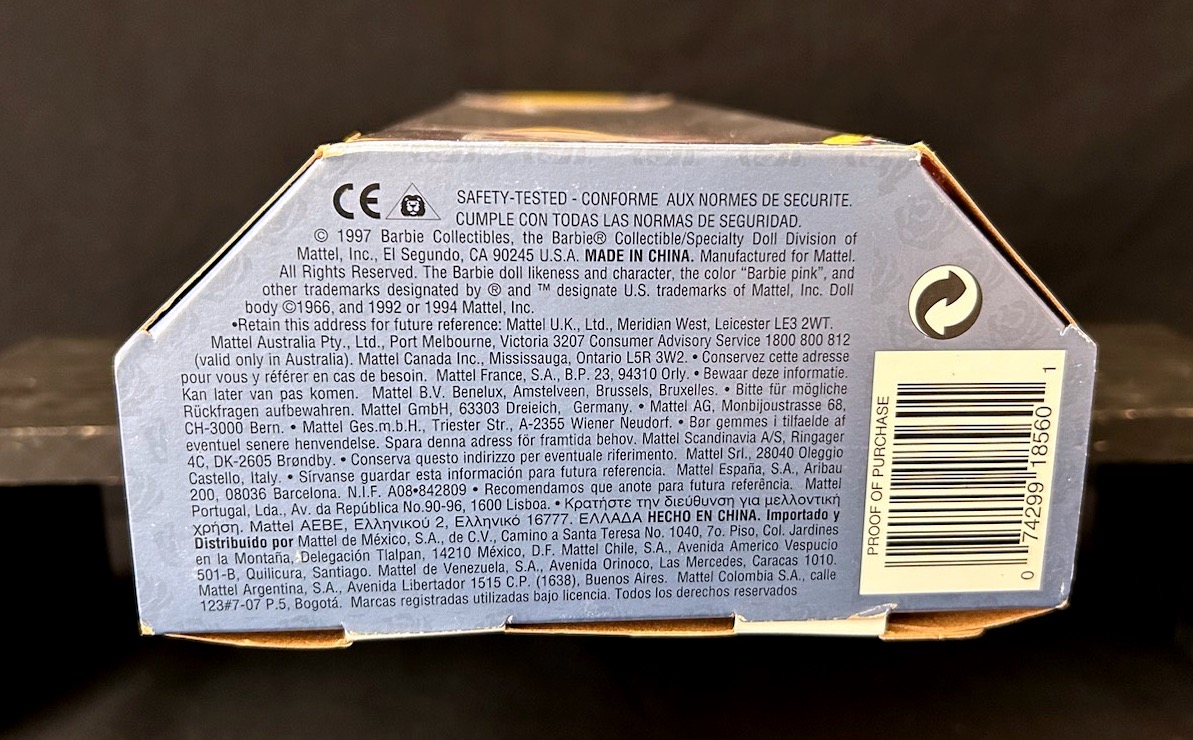 CE SAFETY-TESTED - CONFORME AUX NORMES DE SECURITE.
CUMPLE CON TODAS LAS NORMAS DE SEGURIDAD.
© 1997 Barbie Collectibles, the Barbie® Collectible/Specialty Doll Division of
Mattel, Inc., El Segundo, CA 90245 U.S.A. MADE IN CHINA. Manufactured for Mattel.
All Rights Reserved. The Barbie doll likeness and character, the color “Barbie pink”, and
other trademarks designated by ® and ™ designate U.S. trademarks of Mattel, Inc. Doll
body ©1966, and 1992 or 1994 Mattel, Inc.
•Retain this address for future reference: Mattel U.K., Ltd., Meridian West, Leicester LE3 2WT.
Mattel Australia Pty., Ltd., Port Melbourne, Victoria 3207 Consumer Advisory Service 1800 800 812
(valid only in Australia). Mattel Canada Inc., Mississauga, Ontario L5R 3W2. • Conservez cette adresse
pour vous y référer en cas de besoin. Mattel France, S.A., B.P. 23, 94310 Orly. • Bewaar deze informatie.
Kan later van pas komen. Mattel B.V. Benelux, Amstelveen, Brussels, Bruxelles. • Bitte für mögliche
Rückfragen aufbewahren. Mattel GmbH, 63303 Dreieich, Germany. • Mattel AG, Monbijoustrasse 68,
CH-3000 Bern. • Mattel Ges.m.b.H., Triester Str., A-2355 Wiener Neudorf. • Bør gemmes i tilfaelde af
eventuel senere henvendelse. Spara denna adress för framtida behov. Mattel Scandinavia A/S, Ringager
4C, DK-2605 Brøndby. • Conserva questo indirizzo per eventuale riferimento. Mattel Srl., 28040 Oleggio
Castello, Italy. • Sírvanse guardar esta información para futura referencia. Mattel España, S.A., Aribau
200, 08036 Barcelona. N.I.F. A08•842809 • Recomendamos que anote para futura referência. Mattel
Portugal, Lda., Av. da República No.90-96, 1600 Lisboa. • Κρατήστε την διεύθυνση για μελλοντική
χρήση. Mattel AEBE, Ελληνικού 2, Ελληνικό 16777. ΕΛΛΑΔΑ HECHO EN CHINA. Importado y
Distribuido por Mattel de México, S.A., de C.V., Camino a Santa Teresa No. 1040, 7o. Piso, Col. Jardines
en la Montaña, Delegación Tlalpan, 14210 México, D.F. Mattel Chile, S.A., Avenida Americo Vespucio
501-B, Quilicura, Santiago. Mattel de Venezuela, S.A., Avenida Orinoco, Las Mercedes, Caracas 1010.
Mattel Argentina, S.A., Avenida Libertador 1515 C.P. (1638), Buenos Aires. Mattel Colombia S.A., calle
123#7-07 P.5, Bogotá. Marcas registradas utilizadas bajo licencia. Todos los derechos reservados
PROOF OF PURCHASE
0 74299 18560 1